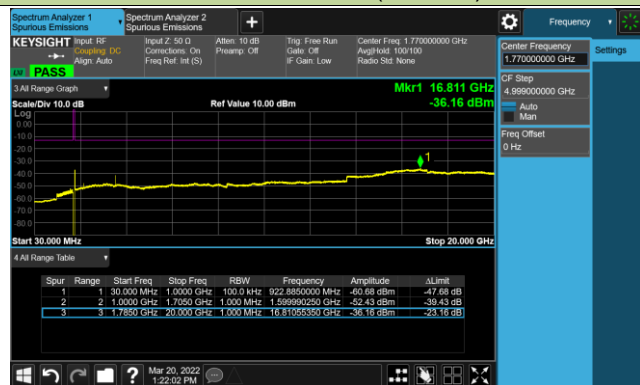 Spectrum Analyzer 1
Spurious Emissions
Spectrum Analyzer 2
Spurious Emissions
Frequency
KEYSIGHT
Input: RF
Coupling: DC
Align: Auto
Input Z: 50 Ω
Corrections: On
Freq Ref: Int (S)
Atten: 10 dB
Preamp: Off
Trig: Free Run
Gate: Off
IF Gain: Low
Center Freq: 1.770000000 GHz
Avg|Hold: 100/100
Radio Std: None
PASS
3 All Range Graph
Mkr1 16.811 GHz
-36.16 dBm
Scale/Div 10.0 dB
Ref Value 10.00 dBm
Log
0.00
-10.0
-20.0
-30.0
-40.0
-50.0
-60.0
-70.0
-80.0
1
Start 30.000 MHz
Stop 20.000 GHz
4 All Range Table
Spur Range Start Freq Stop Freq RBW Frequency Amplitude ΔLimit
1 1 30.000 MHz 1.0000 GHz 100.0 kHz 922.8850000 MHz -60.68 dBm -47.68 dB
2 2 1.0000 GHz 1.7050 GHz 1.000 MHz 1.599990250 GHz -52.43 dBm -39.43 dB
3 3 1.7850 GHz 20.000 GHz 1.000 MHz 16.81055350 GHz -36.16 dBm -23.16 dB
Center Frequency
1.770000000 GHz
Settings
CF Step
4.999000000 GHz
Auto
Man
Freq Offset
0 Hz
Mar 20, 2022
1:22:02 PM